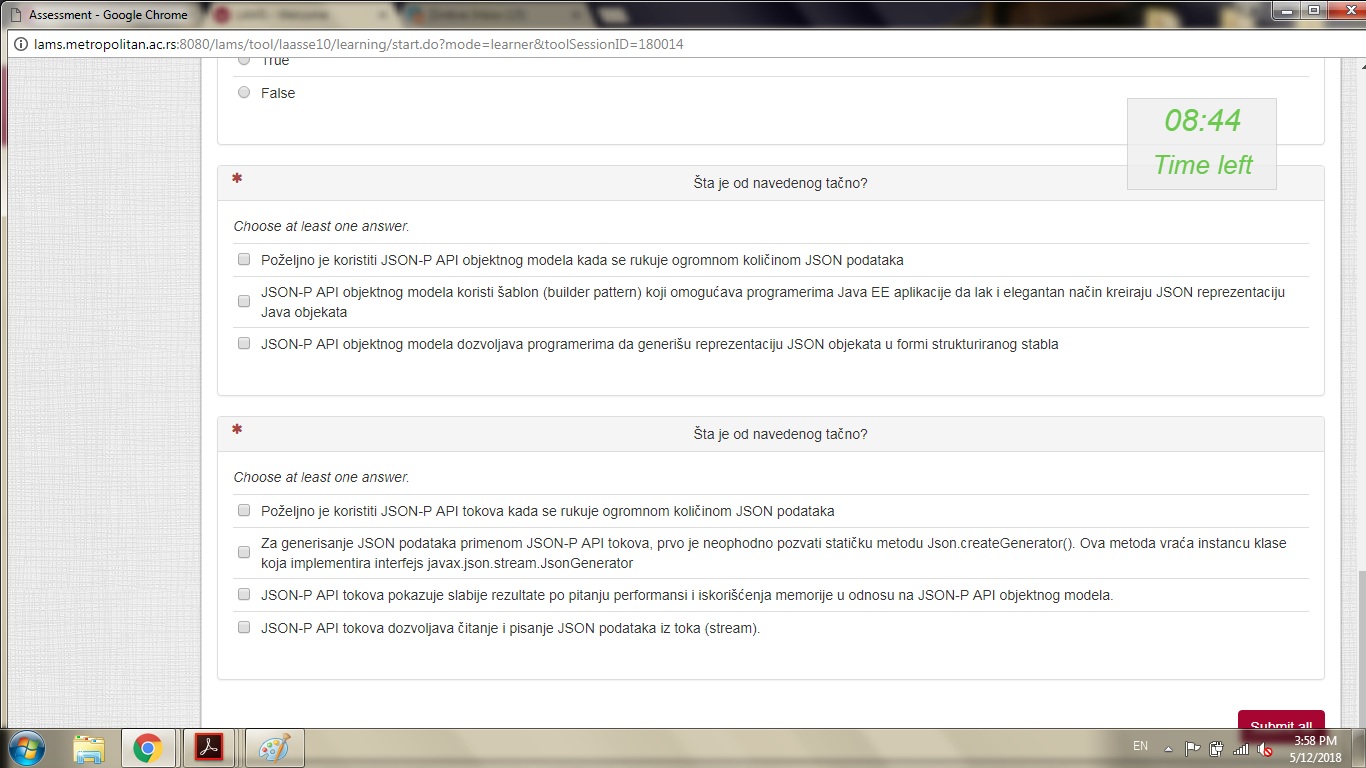 Assessment - Google Chrome
lams.metropolitan.ac.rs:8080/lams/tool/laasse10/learning/start.do?mode=learner&toolSessionID=180014
True
False
08:44
Time left
Šta je od navedenog tačno?
Choose at least one answer.
Poželjno je koristiti JSON-P API objektnog modela kada se rukuje ogromnom količinom JSON podataka
JSON-P API objektnog modela koristi šablon (builder pattern) koji omogućava programerima Java EE aplikacije da lak i elegantan način kreiraju JSON reprezentaciju
Java objekata
JSON-P API objektnog modela dozvoljava programerima da generišu reprezentaciju JSON objekata u formi strukturiranog stabla
Šta je od navedenog tačno?
Choose at least one answer.
Poželjno je koristiti JSON-P API tokova kada se rukuje ogromnom količinom JSON podataka
Za generisanje JSON podataka primenom JSON-P API tokova, prvo je neophodno pozvati statičku metodu Json.createGenerator(). Ova metoda vraća instancu klase
koja implementira interfejs javax.json.stream.JsonGenerator
JSON-P API tokova pokazuje slabije rezultate po pitanju performansi i iskorišćenja memorije u odnosu na JSON-P API objektnog modela.
JSON-P API tokova dozvoljava čitanje i pisanje JSON podataka iz toka (stream).
Submit all
EN
3:58 PM
5/12/2018